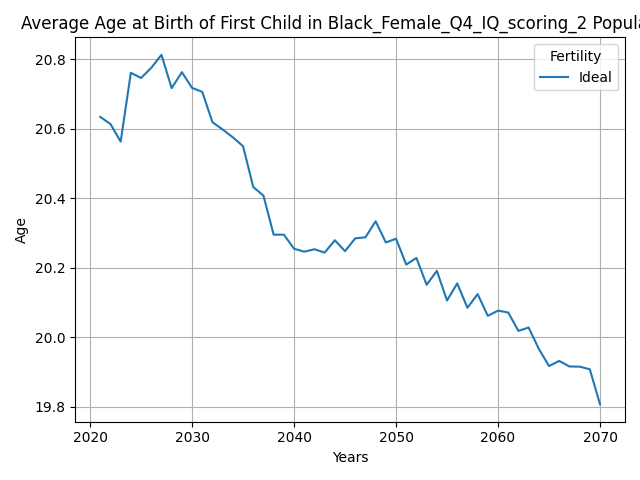 Average Age at Birth of First Child in Black_Female_Q4_IQ_scoring_2 Popula
Fertility
Ideal
Age
20.8
20.6
20.4
20.2
20.0
19.8
2020 2030 2040 2050 2060 2070
Years